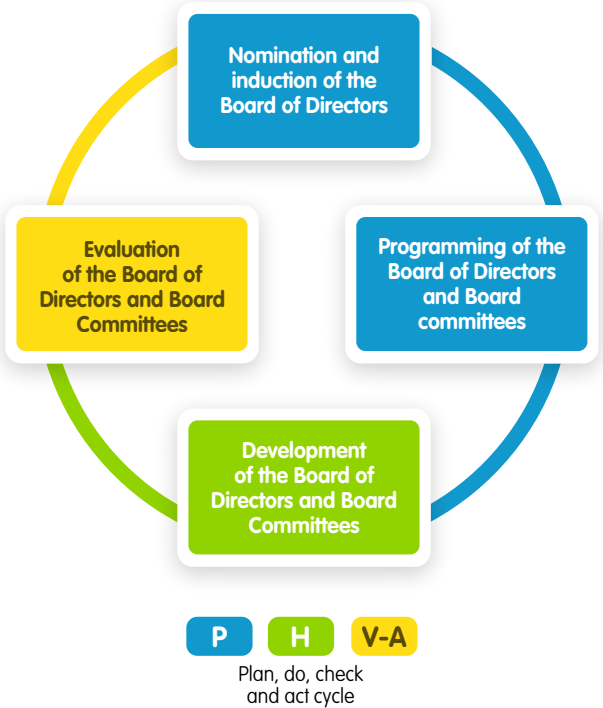 Nomination and
induction of the
Board of Directors
Evaluation
of the Board of
Directors and Board
Committees
Programming of the
Board of Directors
and Board
committees
Development
of the Board of
Directors and Board
Committees
P
H
V-A
Plan, do, check
and act cycle